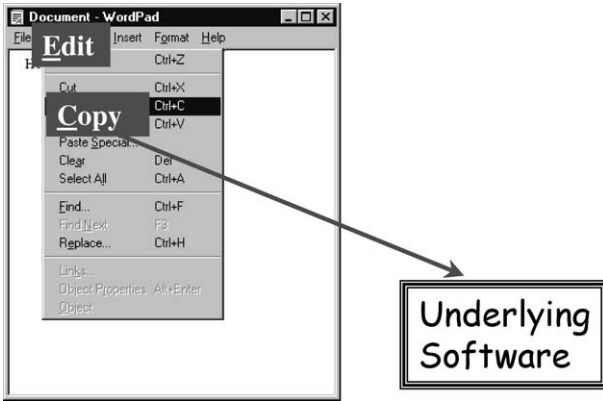 Document - WordPad
File Edit Insert Format Help
H
Ctrl+Z
Cut Ctrl+X
Copy Ctrl+C
Ctrl+V
Paste Special...
Clear Del
Select All Ctrl+A
Find... Ctrl+F
Find Next F3
Replace... Ctrl+H
Links...
Object Properties Alt+Enter
Object
Underlying
Software